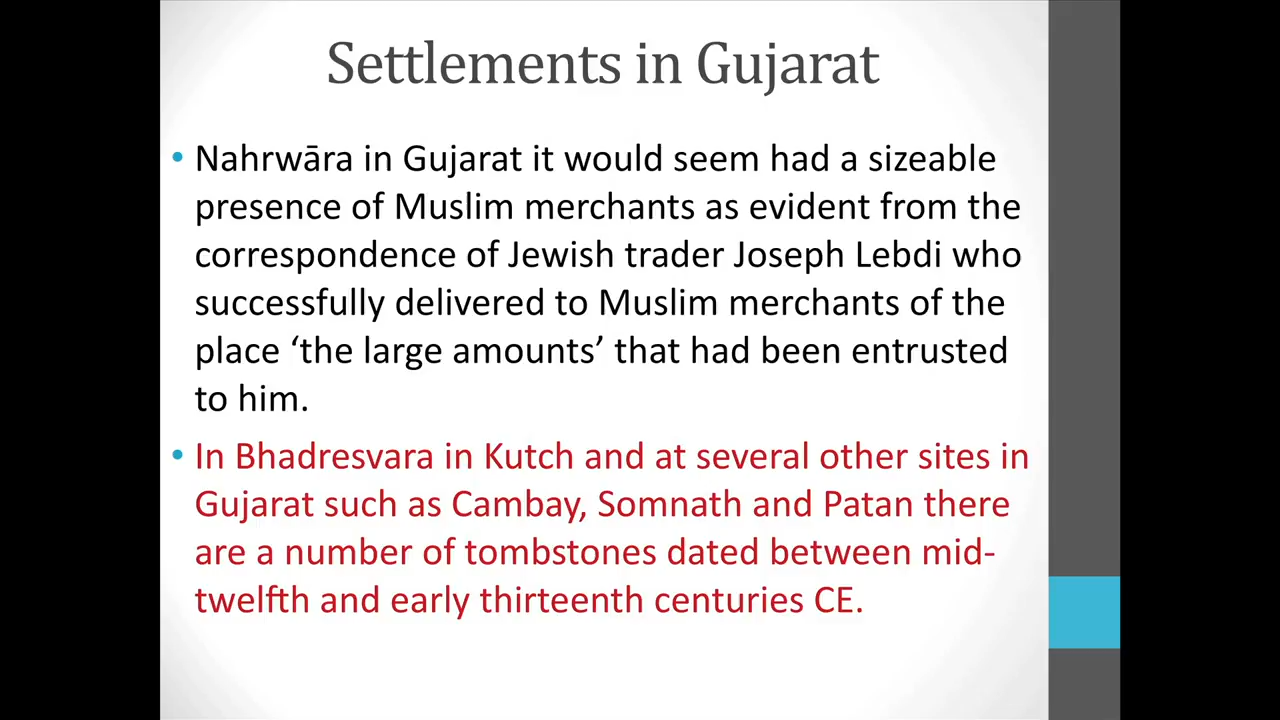 Settlements in Gujarat
• Nahrwāra in Gujarat it would seem had a sizeable
presence of Muslim merchants as evident from the
correspondence of Jewish trader Joseph Lebdi who
successfully delivered to Muslim merchants of the
place ‘the large amounts’ that had been entrusted
to him.
• In Bhadresvara in Kutch and at several other sites in
Gujarat such as Cambay, Somnath and Patan there
are a number of tombstones dated between mid-
twelfth and early thirteenth centuries CE.